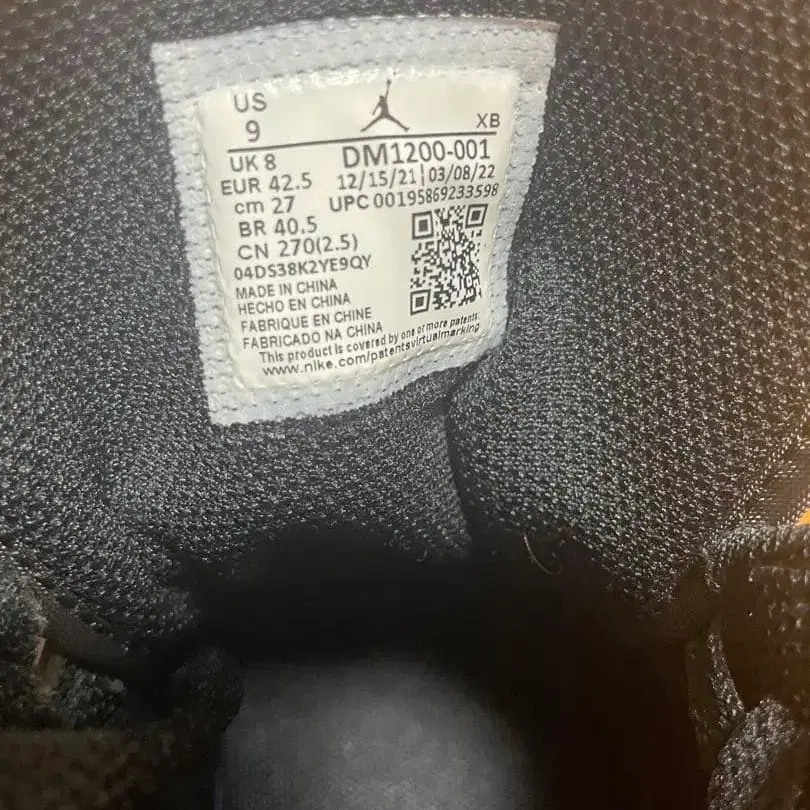 US
9
XB
UK 8
DM1200-001
EUR 42.5
12/15/21|03/08/22
cm 27
UPC 00195869233598
BR 40.5
CN 270(2.5)
04DS38K2YE9QY
MADE IN CHINA
HECHO EN CHINA
FABRIQUE EN CHINE
FABRICADO NA CHINA
This product is covered by one of more patents
www.nike.com/patentsvirtualmarking